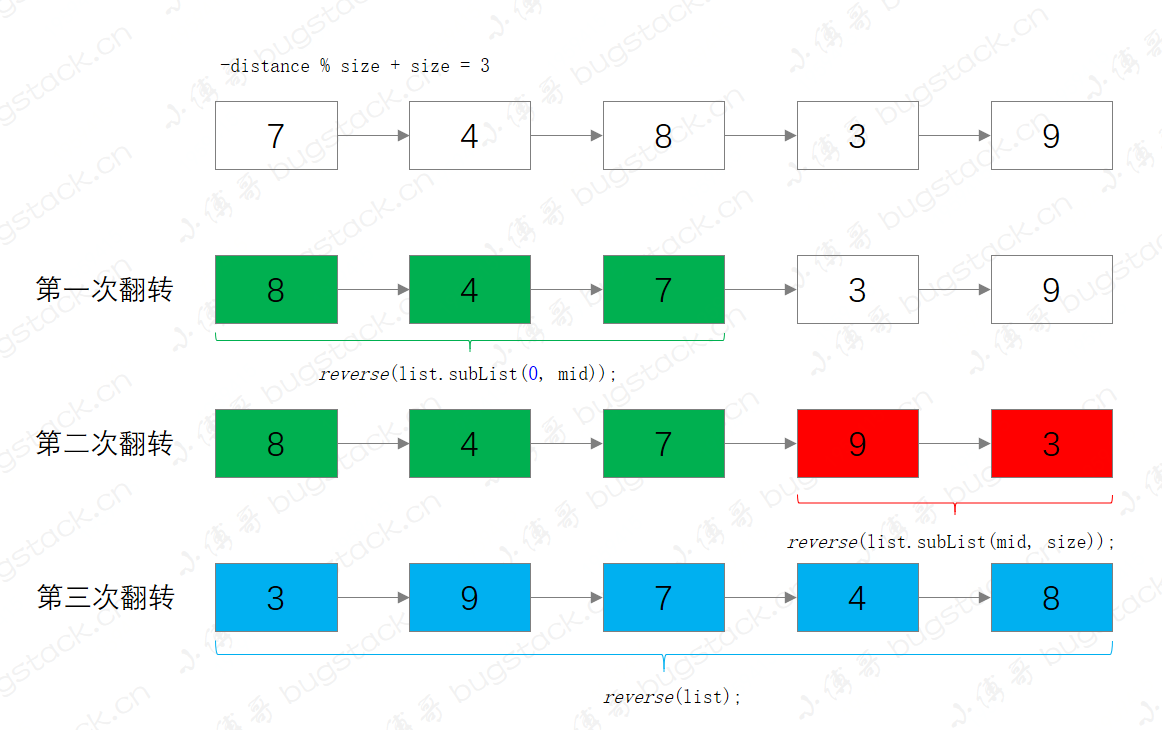 -distance % size + size = 3
7 4 8 3 9
第一次翻转 8 4 7 3 9
reverse(list.subList(0, mid));
第二次翻转 8 4 7 9 3
reverse(list.subList(mid, size));
第三次翻转 3 9 7 4 8
reverse(list);
小傅哥 bugstack.cn